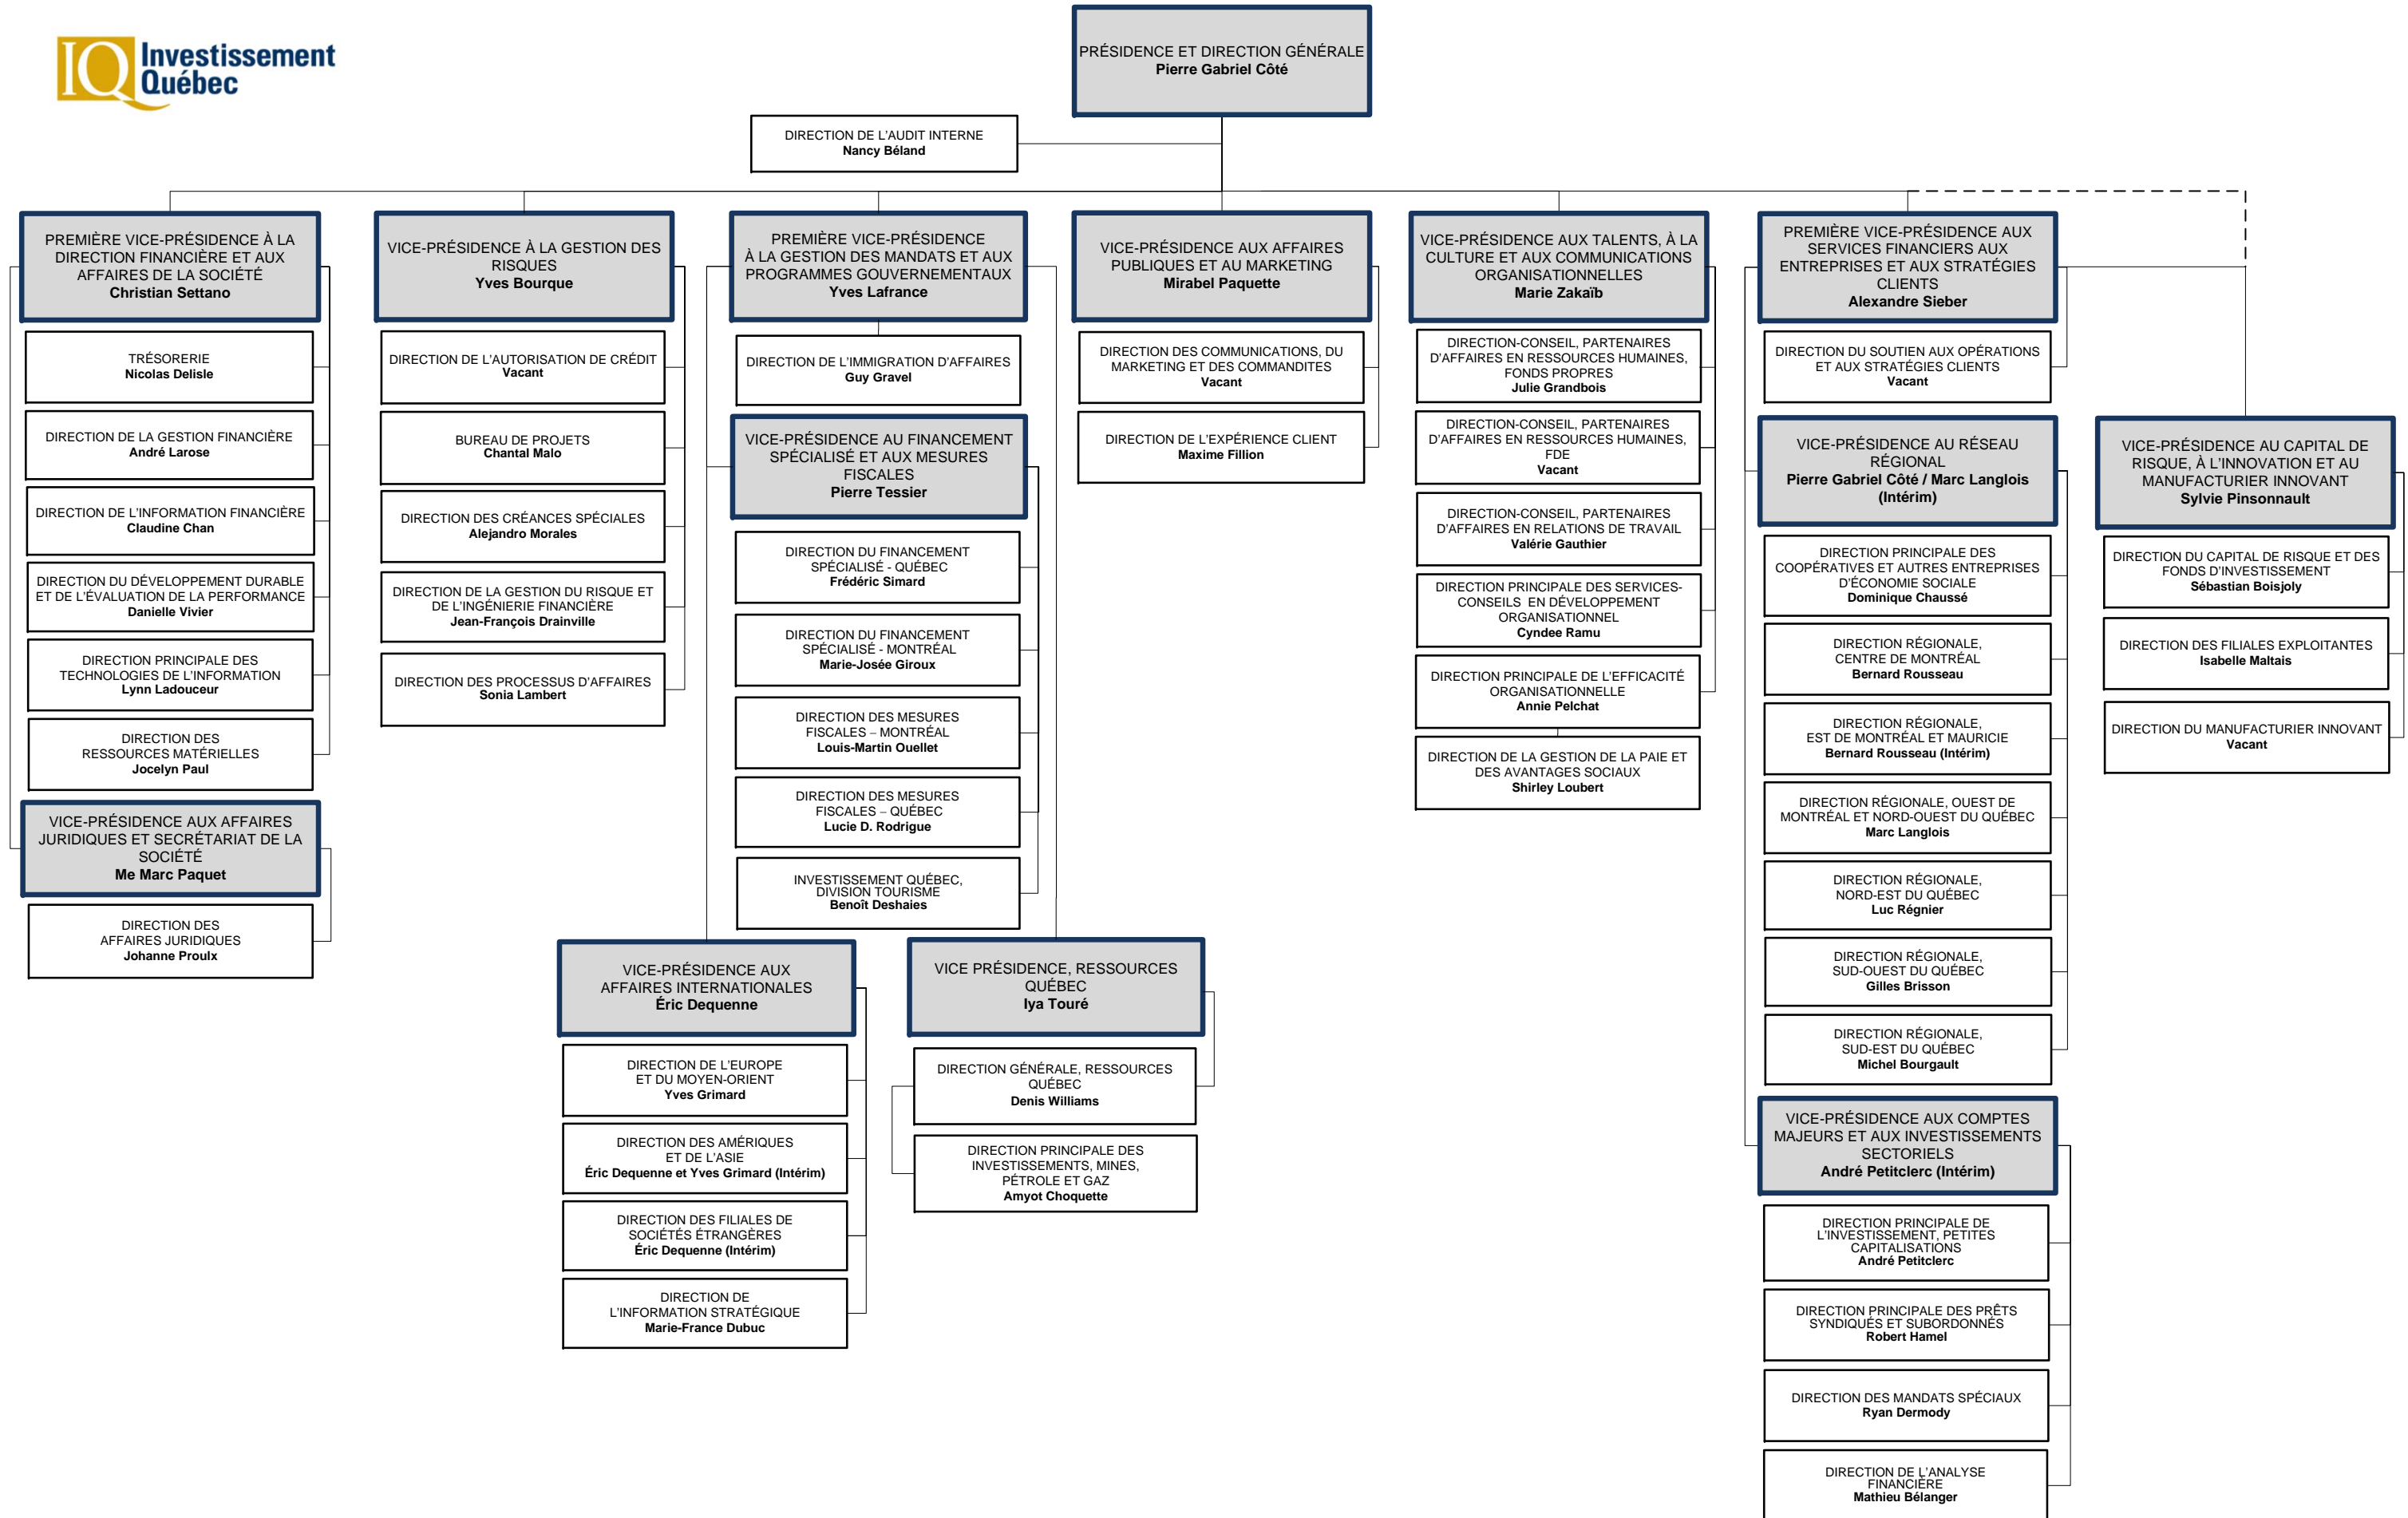 IQ Investissement
Québec
PRÉSIDENCE ET DIRECTION GÉNÉRALE
Pierre Gabriel Côté
DIRECTION DE L'AUDIT INTERNE
Nancy Béland
PREMIÈRE VICE-PRÉSIDENCE À LA
DIRECTION FINANCIÈRE ET AUX
AFFAIRES DE LA SOCIÉTÉ
Christian Settano
TRÉSORERIE
Nicolas Delisle
DIRECTION DE LA GESTION FINANCIÈRE
André Larose
DIRECTION DE L'INFORMATION FINANCIÈRE
Claudine Chan
DIRECTION DU DÉVELOPPEMENT DURABLE
ET DE L'ÉVALUATION DE LA PERFORMANCE
Danielle Vivier
DIRECTION PRINCIPALE DES
TECHNOLOGIES DE L'INFORMATION
Lynn Ladouceur
DIRECTION DES
RESSOURCES MATÉRIELLES
Jocelyn Paul
VICE-PRÉSIDENCE AUX AFFAIRES
JURIDIQUES ET SECRÉTARIAT DE LA
SOCIÉTÉ
Me Marc Paquet
DIRECTION DES
AFFAIRES JURIDIQUES
Johanne Proulx
VICE-PRÉSIDENCE À LA GESTION DES
RISQUES
Yves Bourque
DIRECTION DE L'AUTORISATION DE CRÉDIT
Vacant
BUREAU DE PROJETS
Chantal Malo
DIRECTION DES CRÉANCES SPÉCIALES
Alejandro Morales
DIRECTION DE LA GESTION DU RISQUE ET
DE L'INGÉNIERIE FINANCIÈRE
Jean-François Drainville
DIRECTION DES PROCESSUS D'AFFAIRES
Sonia Lambert
PREMIÈRE VICE-PRÉSIDENCE
À LA GESTION DES MANDATS ET AUX
PROGRAMMES GOUVERNEMENTAUX
Yves Lafrance
DIRECTION DE L'IMMIGRATION D'AFFAIRES
Guy Gravel
VICE-PRÉSIDENCE AU FINANCEMENT
SPÉCIALISÉ ET AUX MESURES
FISCALES
Pierre Tessier
DIRECTION DU FINANCEMENT
SPÉCIALISÉ - QUÉBEC
Frédéric Simard
DIRECTION DU FINANCEMENT
SPÉCIALISÉ - MONTRÉAL
Marie-Josée Giroux
DIRECTION DES MESURES
FISCALES – MONTRÉAL
Louis-Martin Ouellet
DIRECTION DES MESURES
FISCALES – QUÉBEC
Lucie D. Rodrigue
INVESTISSEMENT QUÉBEC,
DIVISION TOURISME
Benoît Deshaies
VICE-PRÉSIDENCE AUX
AFFAIRES INTERNATIONALES
Éric Dequenne
DIRECTION DE L'EUROPE
ET DU MOYEN-ORIENT
Yves Grimard
DIRECTION DES AMÉRIQUES
ET DE L'ASIE
Éric Dequenne et Yves Grimard (Intérim)
DIRECTION DES FILIALES DE
SOCIÉTÉS ÉTRANGÈRES
Éric Dequenne (Intérim)
DIRECTION DE
L'INFORMATION STRATÉGIQUE
Marie-France Dubuc
VICE PRÉSIDENCE, RESSOURCES
QUÉBEC
Iya Touré
DIRECTION GÉNÉRALE, RESSOURCES
QUÉBEC
Denis Williams
DIRECTION PRINCIPALE DES
INVESTISSEMENTS, MINES,
PÉTROLE ET GAZ
Amyot Choquette
VICE-PRÉSIDENCE AUX AFFAIRES
PUBLIQUES ET AU MARKETING
Mirabel Paquette
DIRECTION DES COMMUNICATIONS, DU
MARKETING ET DES COMMANDITES
Vacant
DIRECTION DE L'EXPÉRIENCE CLIENT
Maxime Fillion
VICE-PRÉSIDENCE AUX TALENTS, À LA
CULTURE ET AUX COMMUNICATIONS
ORGANISATIONNELLES
Marie Zakaïb
DIRECTION-CONSEIL, PARTENAIRES
D'AFFAIRES EN RESSOURCES HUMAINES,
FONDS PROPRES
Julie Grandbois
DIRECTION-CONSEIL, PARTENAIRES
D'AFFAIRES EN RESSOURCES HUMAINES,
FDE
Vacant
DIRECTION-CONSEIL, PARTENAIRES
D'AFFAIRES EN RELATIONS DE TRAVAIL
Valérie Gauthier
DIRECTION PRINCIPALE DES SERVICES-
CONSEILS EN DÉVELOPPEMENT
ORGANISATIONNEL
Cyndee Ramu
DIRECTION PRINCIPALE DE L'EFFICACITÉ
ORGANISATIONNELLE
Annie Pelchat
DIRECTION DE LA GESTION DE LA PAIE ET
DES AVANTAGES SOCIAUX
Shirley Loubert
PREMIÈRE VICE-PRÉSIDENCE AUX
SERVICES FINANCIERS AUX
ENTREPRISES ET AUX STRATÉGIES
CLIENTS
Alexandre Sieber
DIRECTION DU SOUTIEN AUX OPÉRATIONS
ET AUX STRATÉGIES CLIENTS
Vacant
VICE-PRÉSIDENCE AU RÉSEAU
RÉGIONAL
Pierre Gabriel Côté / Marc Langlois
(Intérim)
DIRECTION PRINCIPALE DES
COOPÉRATIVES ET AUTRES ENTREPRISES
D'ÉCONOMIE SOCIALE
Dominique Chaussé
DIRECTION RÉGIONALE,
CENTRE DE MONTRÉAL
Bernard Rousseau
DIRECTION RÉGIONALE,
EST DE MONTRÉAL ET MAURICIE
Bernard Rousseau (Intérim)
DIRECTION RÉGIONALE, OUEST DE
MONTRÉAL ET NORD-OUEST DU QUÉBEC
Marc Langlois
DIRECTION RÉGIONALE,
NORD-EST DU QUÉBEC
Luc Régnier
DIRECTION RÉGIONALE,
SUD-OUEST DU QUÉBEC
Gilles Brisson
DIRECTION RÉGIONALE,
SUD-EST DU QUÉBEC
Michel Bourgault
VICE-PRÉSIDENCE AUX COMPTES
MAJEURS ET AUX INVESTISSEMENTS
SECTORIELS
André Petitclerc (Intérim)
DIRECTION PRINCIPALE DE
L'INVESTISSEMENT, PETITES
CAPITALISATIONS
André Petitclerc
DIRECTION PRINCIPALE DES PRÊTS
SYNDIQUÉS ET SUBORDONNÉS
Robert Hamel
DIRECTION DES MANDATS SPÉCIAUX
Ryan Dermody
DIRECTION DE L'ANALYSE
FINANCIÈRE
Mathieu Bélanger
VICE-PRÉSIDENCE AU CAPITAL DE
RISQUE, À L'INNOVATION ET AU
MANUFACTURIER INNOVANT
Sylvie Pinsonnault
DIRECTION DU CAPITAL DE RISQUE ET DES
FONDS D'INVESTISSEMENT
Sébastian Boisjoly
DIRECTION DES FILIALES EXPLOITANTES
Isabelle Maltais
DIRECTION DU MANUFACTURIER INNOVANT
Vacant